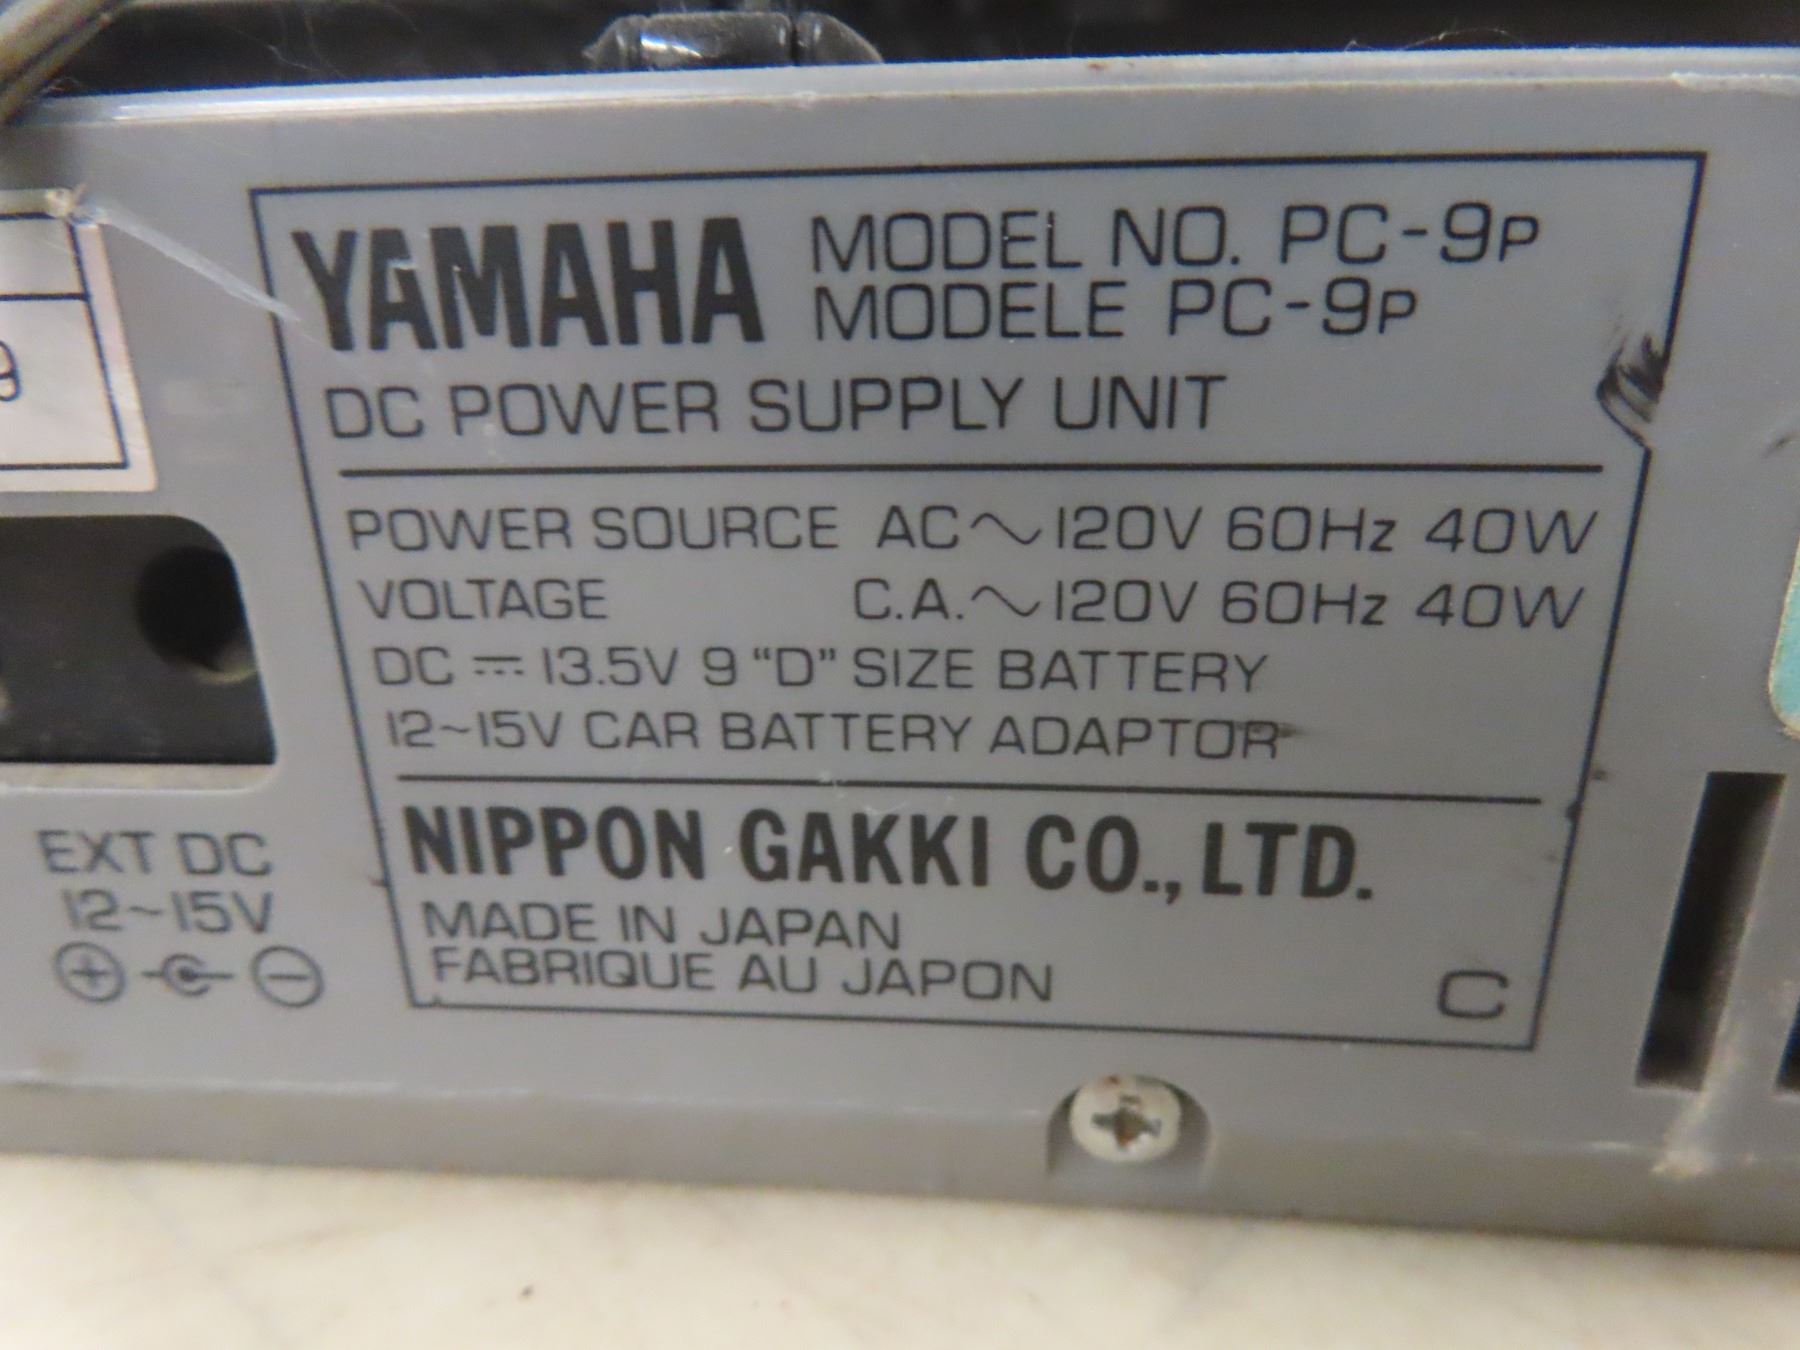 YAMAHA MODEL NO. PC-9P
MODELE PC-9P
DC POWER SUPPLY UNIT
POWER SOURCE AC～120V 60Hz 40W
VOLTAGE C.A.～120V 60Hz 40W
DC ⎓ 13.5V 9 “D” SIZE BATTERY
12~15V CAR BATTERY ADAPTOR
NIPPON GAKKI CO., LTD.
MADE IN JAPAN
FABRIQUE AU JAPON
C
EXT DC
12~15V
9